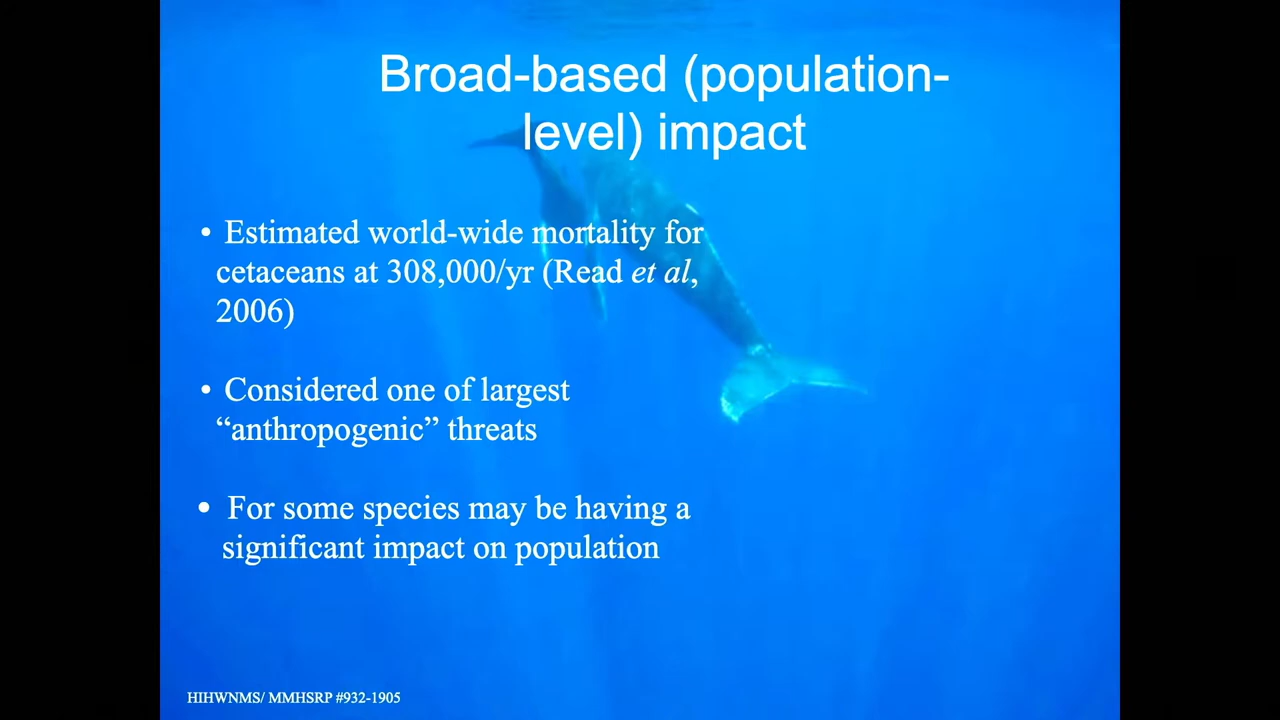 Broad-based (population-
level) impact
• Estimated world-wide mortality for
cetaceans at 308,000/yr (Read et al,
2006)
• Considered one of largest
“anthropogenic” threats
• For some species may be having a
significant impact on population
HIHWNMS/ MMHSRP #932-1905